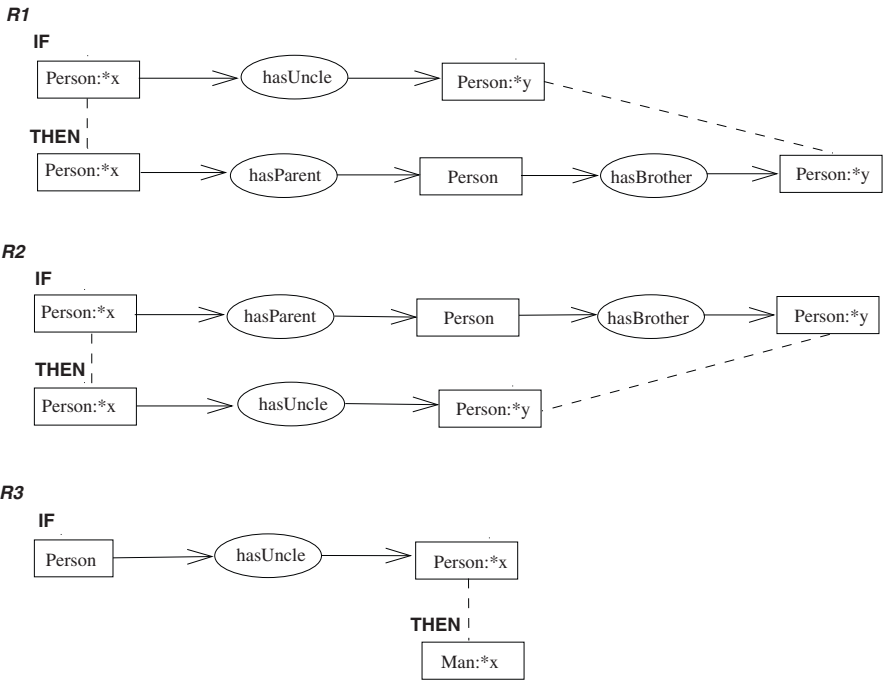 R1
IF
Person:*x hasUncle Person:*y
THEN
Person:*x hasParent Person hasBrother Person:*y
R2
IF
Person:*x hasParent Person hasBrother Person:*y
THEN
Person:*x hasUncle Person:*y
R3
IF
Person hasUncle Person:*x
THEN
Man:*x